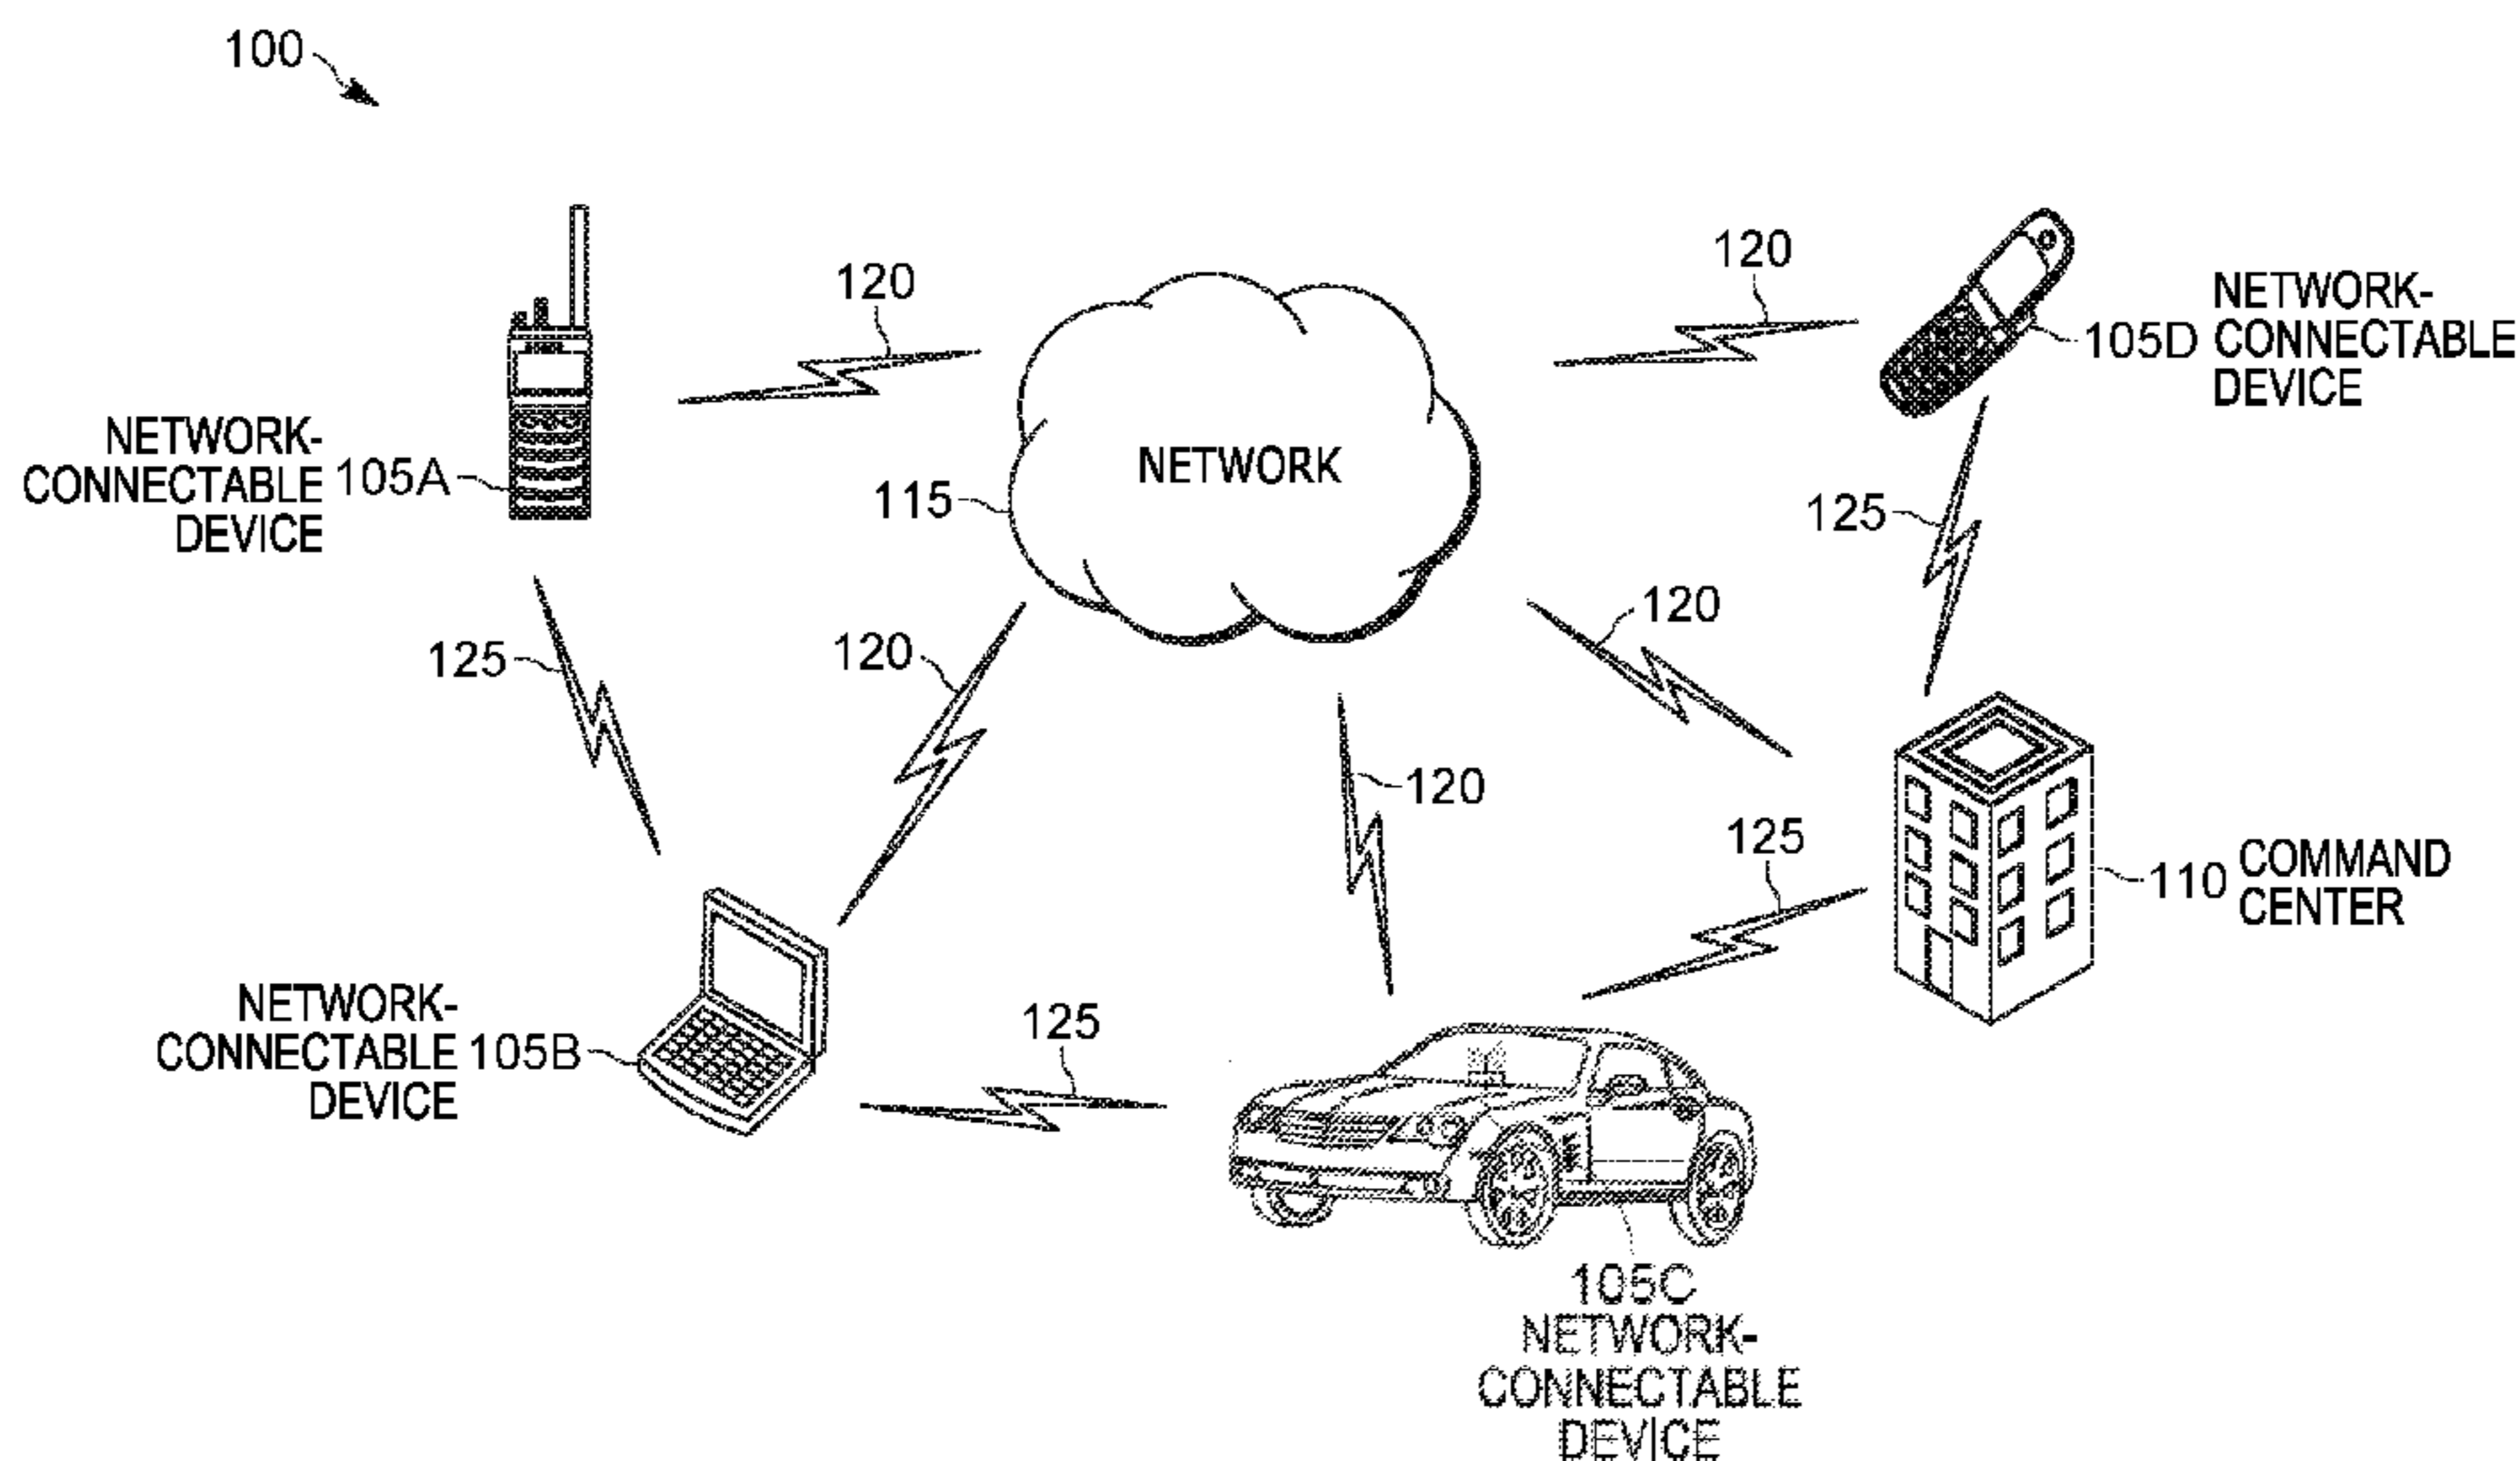 100
120
120
NETWORK-
CONNECTABLE
DEVICE
105D
NETWORK-
CONNECTABLE
DEVICE
105A
NETWORK
115
125
125
120
120
120
125
COMMAND
CENTER
110
NETWORK-
CONNECTABLE
DEVICE
105B
125
105C
NETWORK-
CONNECTABLE
DEVICE